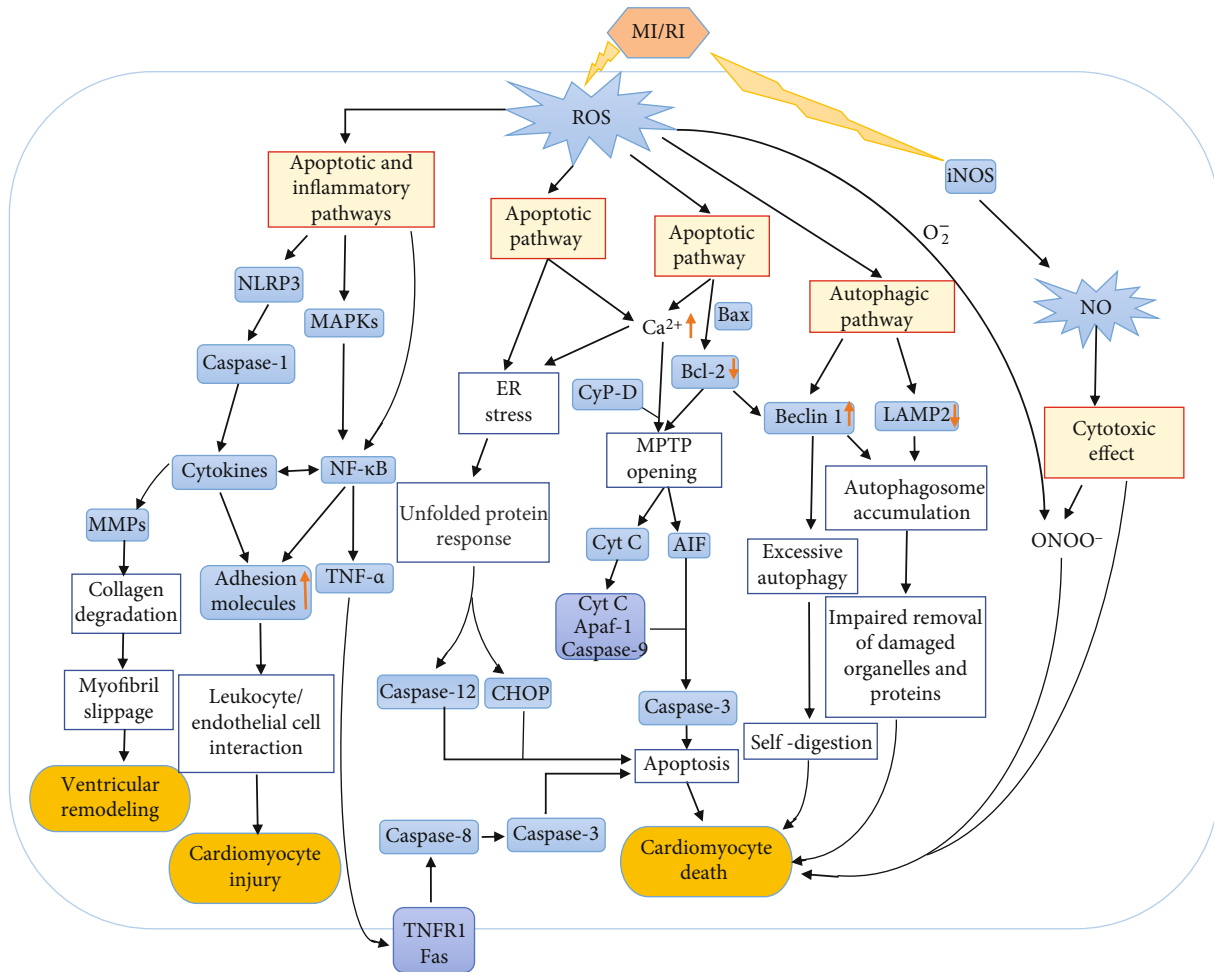 MI/RI
ROS
Apoptotic and
inflammatory
pathways
iNOS
Apoptotic
pathway
Apoptotic
pathway
O₂⁻
NLRP3
MAPKs
Ca²⁺
Bax
Autophagic
pathway
NO
Caspase-1
ER
stress
CyP-D
Bcl-2
Beclin 1
LAMP2
Cytotoxic
effect
Cytokines
NF-κB
MPTP
opening
Autophagosome
accumulation
MMPs
Unfolded protein
response
Cyt C
AIF
Excessive
autophagy
ONOO⁻
Collagen
degradation
Adhesion
molecules
TNF-α
Cyt C
Apaf-1
Caspase-9
Impaired removal
of damaged
organelles and
proteins
Myofibril
slippage
Leukocyte/
endothelial cell
interaction
Caspase-12
CHOP
Caspase-3
Self -digestion
Apoptosis
Ventricular
remodeling
Caspase-8
Caspase-3
Cardiomyocyte
death
Cardiomyocyte
injury
TNFR1
Fas